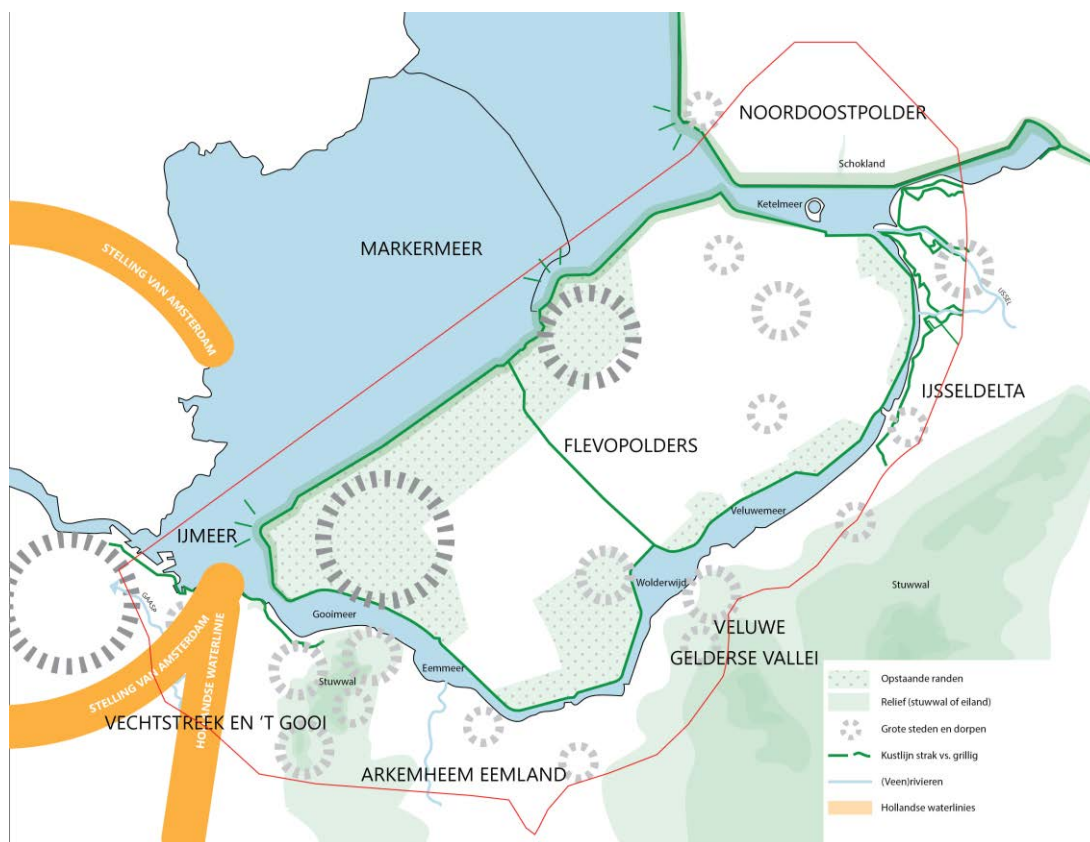 NOORDOOSTPOLDER
Schokland
Ketelmeer
MARKERMEER
STELLING VAN AMSTERDAM
IJSSEL
IJSSELDELTA
FLEVOPOLDERS
Veluwemeer
IJMEER
Wolderwijd
Stuwwal
GAASP
Gooimeer
VELUWE
GELDERSE VALLEI
Eemmeer
Stuwwal
STELLING VAN AMSTERDAM
HOLLANDSE WATERLINIE
VECHTSTREEK EN 'T GOOI
ARKEMHEEM EEMLAND
Opstaande randen
Relief (stuwwal of eiland)
Grote steden en dorpen
Kustlijn strak vs. grillig
(Veen)rivieren
Hollandse waterlinies